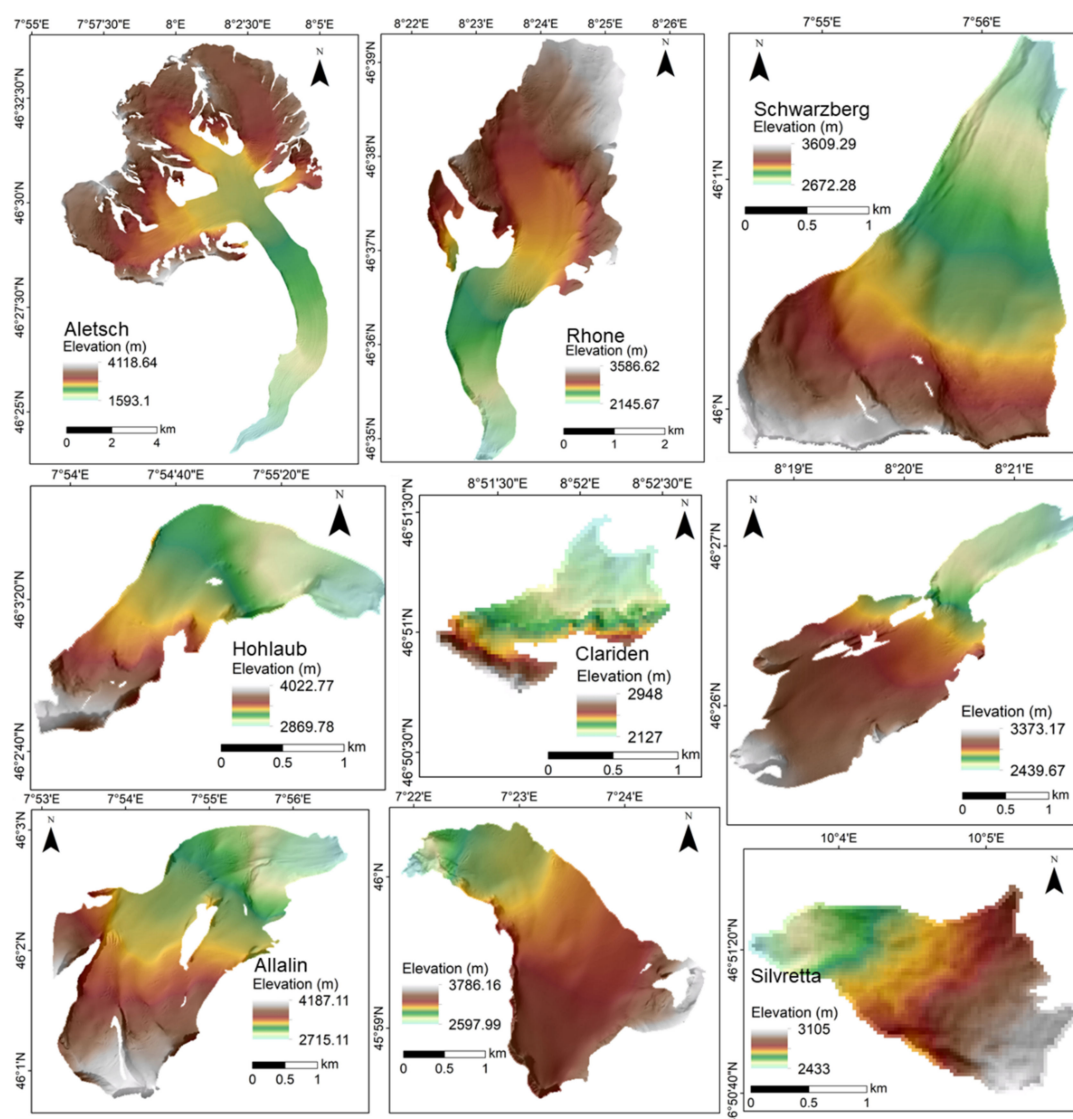 7°55'E 7°57'30"E 8°E 8°2'30"E 8°5'E
46°32'30"N
46°30'N
46°27'30"N
46°25'N
N
Aletsch
Elevation (m)
4118.64
1593.1
0 2 4 km
8°22'E 8°23'E 8°24'E 8°25'E 8°26'E
46°39'N
46°38'N
46°37'N
46°36'N
46°35'N
N
Rhone
Elevation (m)
3586.62
2145.67
0 1 2 km
7°55'E 7°56'E
46°1'N
46°N
N
Schwarzberg
Elevation (m)
3609.29
2672.28
0 0.5 1 km
7°54'E 7°54'40"E 7°55'20"E
46°3'20"N
46°2'40"N
N
Hohlaub
Elevation (m)
4022.77
2869.78
0 0.5 1 km
8°51'30"E 8°52'E 8°52'30"E
46°51'30"N
46°51'N
46°50'30"N
N
Clariden
Elevation (m)
2948
2127
0 0.5 1 km
8°19'E 8°20'E 8°21'E
46°27'N
46°26'N
N
Elevation (m)
3373.17
2439.67
0 0.5 1 km
7°53'E 7°54'E 7°55'E 7°56'E
46°3'N
46°2'N
46°1'N
N
Allalin
Elevation (m)
4187.11
2715.11
0 0.5 1 km
7°22'E 7°23'E 7°24'E
46°N
45°59'N
N
Elevation (m)
3786.16
2597.99
0 0.5 1 km
10°4'E 10°5'E
46°51'20"N
6°50'40"N
N
Silvretta
Elevation (m)
3105
2433
0 0.5 1 km